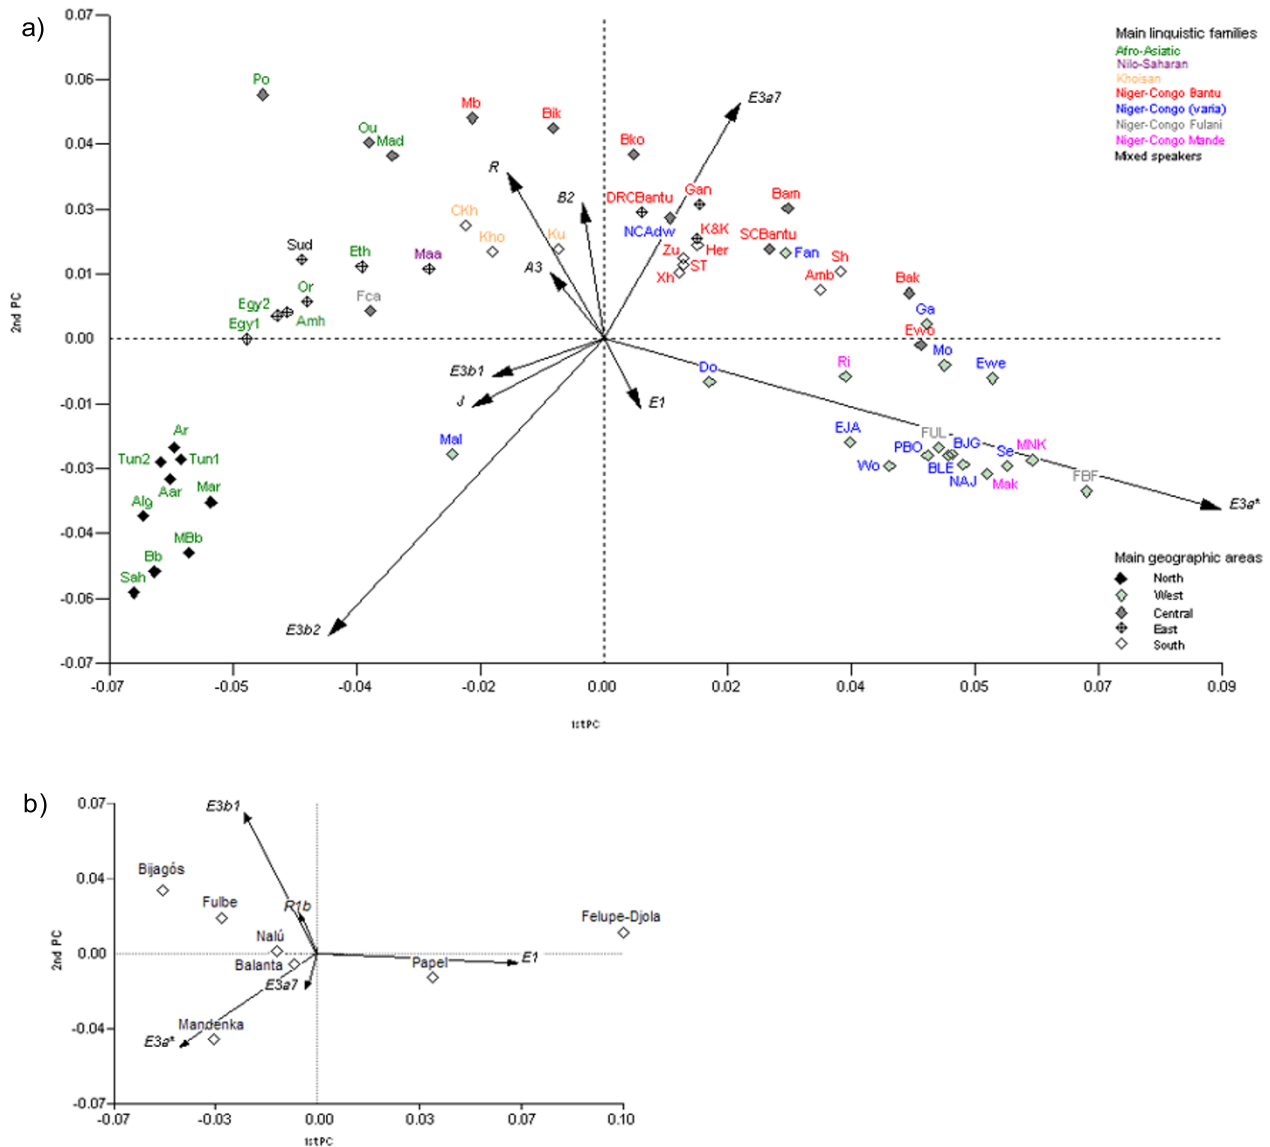 a)
0.07
0.06
0.04
0.03
0.01
0.00
-0.01
-0.03
-0.04
-0.06
-0.07
2nd PC
-0.07
-0.05
-0.04
-0.02
0.00
0.02
0.04
0.05
0.07
0.09
1st PC
Main linguistic families
Afro-Asiatic
Nilo-Saharan
Khoisan
Niger-Congo Bantu
Niger-Congo (varia)
Niger-Congo Fulani
Niger-Congo Mande
Mixed speakers
Po
Mb
Bik
E3a7
Ou
Mad
Bko
R
B2
DRCBantu
Gan
Bam
CKh
Kho
Ku
NCAdw
K&K
Her
SCBantu
Fan
Sud
Eth
Maa
A3
Zu
ST
Xh
Amb
Sh
Bak
Or
Fca
Egy2
Amh
Egy1
Ga
Ewo
Mo
Ewe
E3b1
J
E1
Do
Ri
Mal
EJA
Wo
PBO
FUL
BJG
BLE
NAJ
Se
Mak
MNK
FBF
E3a*
Ar
Tun2
Tun1
Aar
Mar
Alg
MBb
Bb
Sah
E3b2
Main geographic areas
North
West
Central
East
South
b)
0.07
0.04
0.00
-0.04
-0.07
2nd PC
-0.07
-0.03
0.00
0.03
0.07
0.10
1st PC
E3b1
Bijagós
Fulbe
R1b
Felupe-Djola
Nalú
Balanta
Papel
E1
E3a7
Mandenka
E3a*